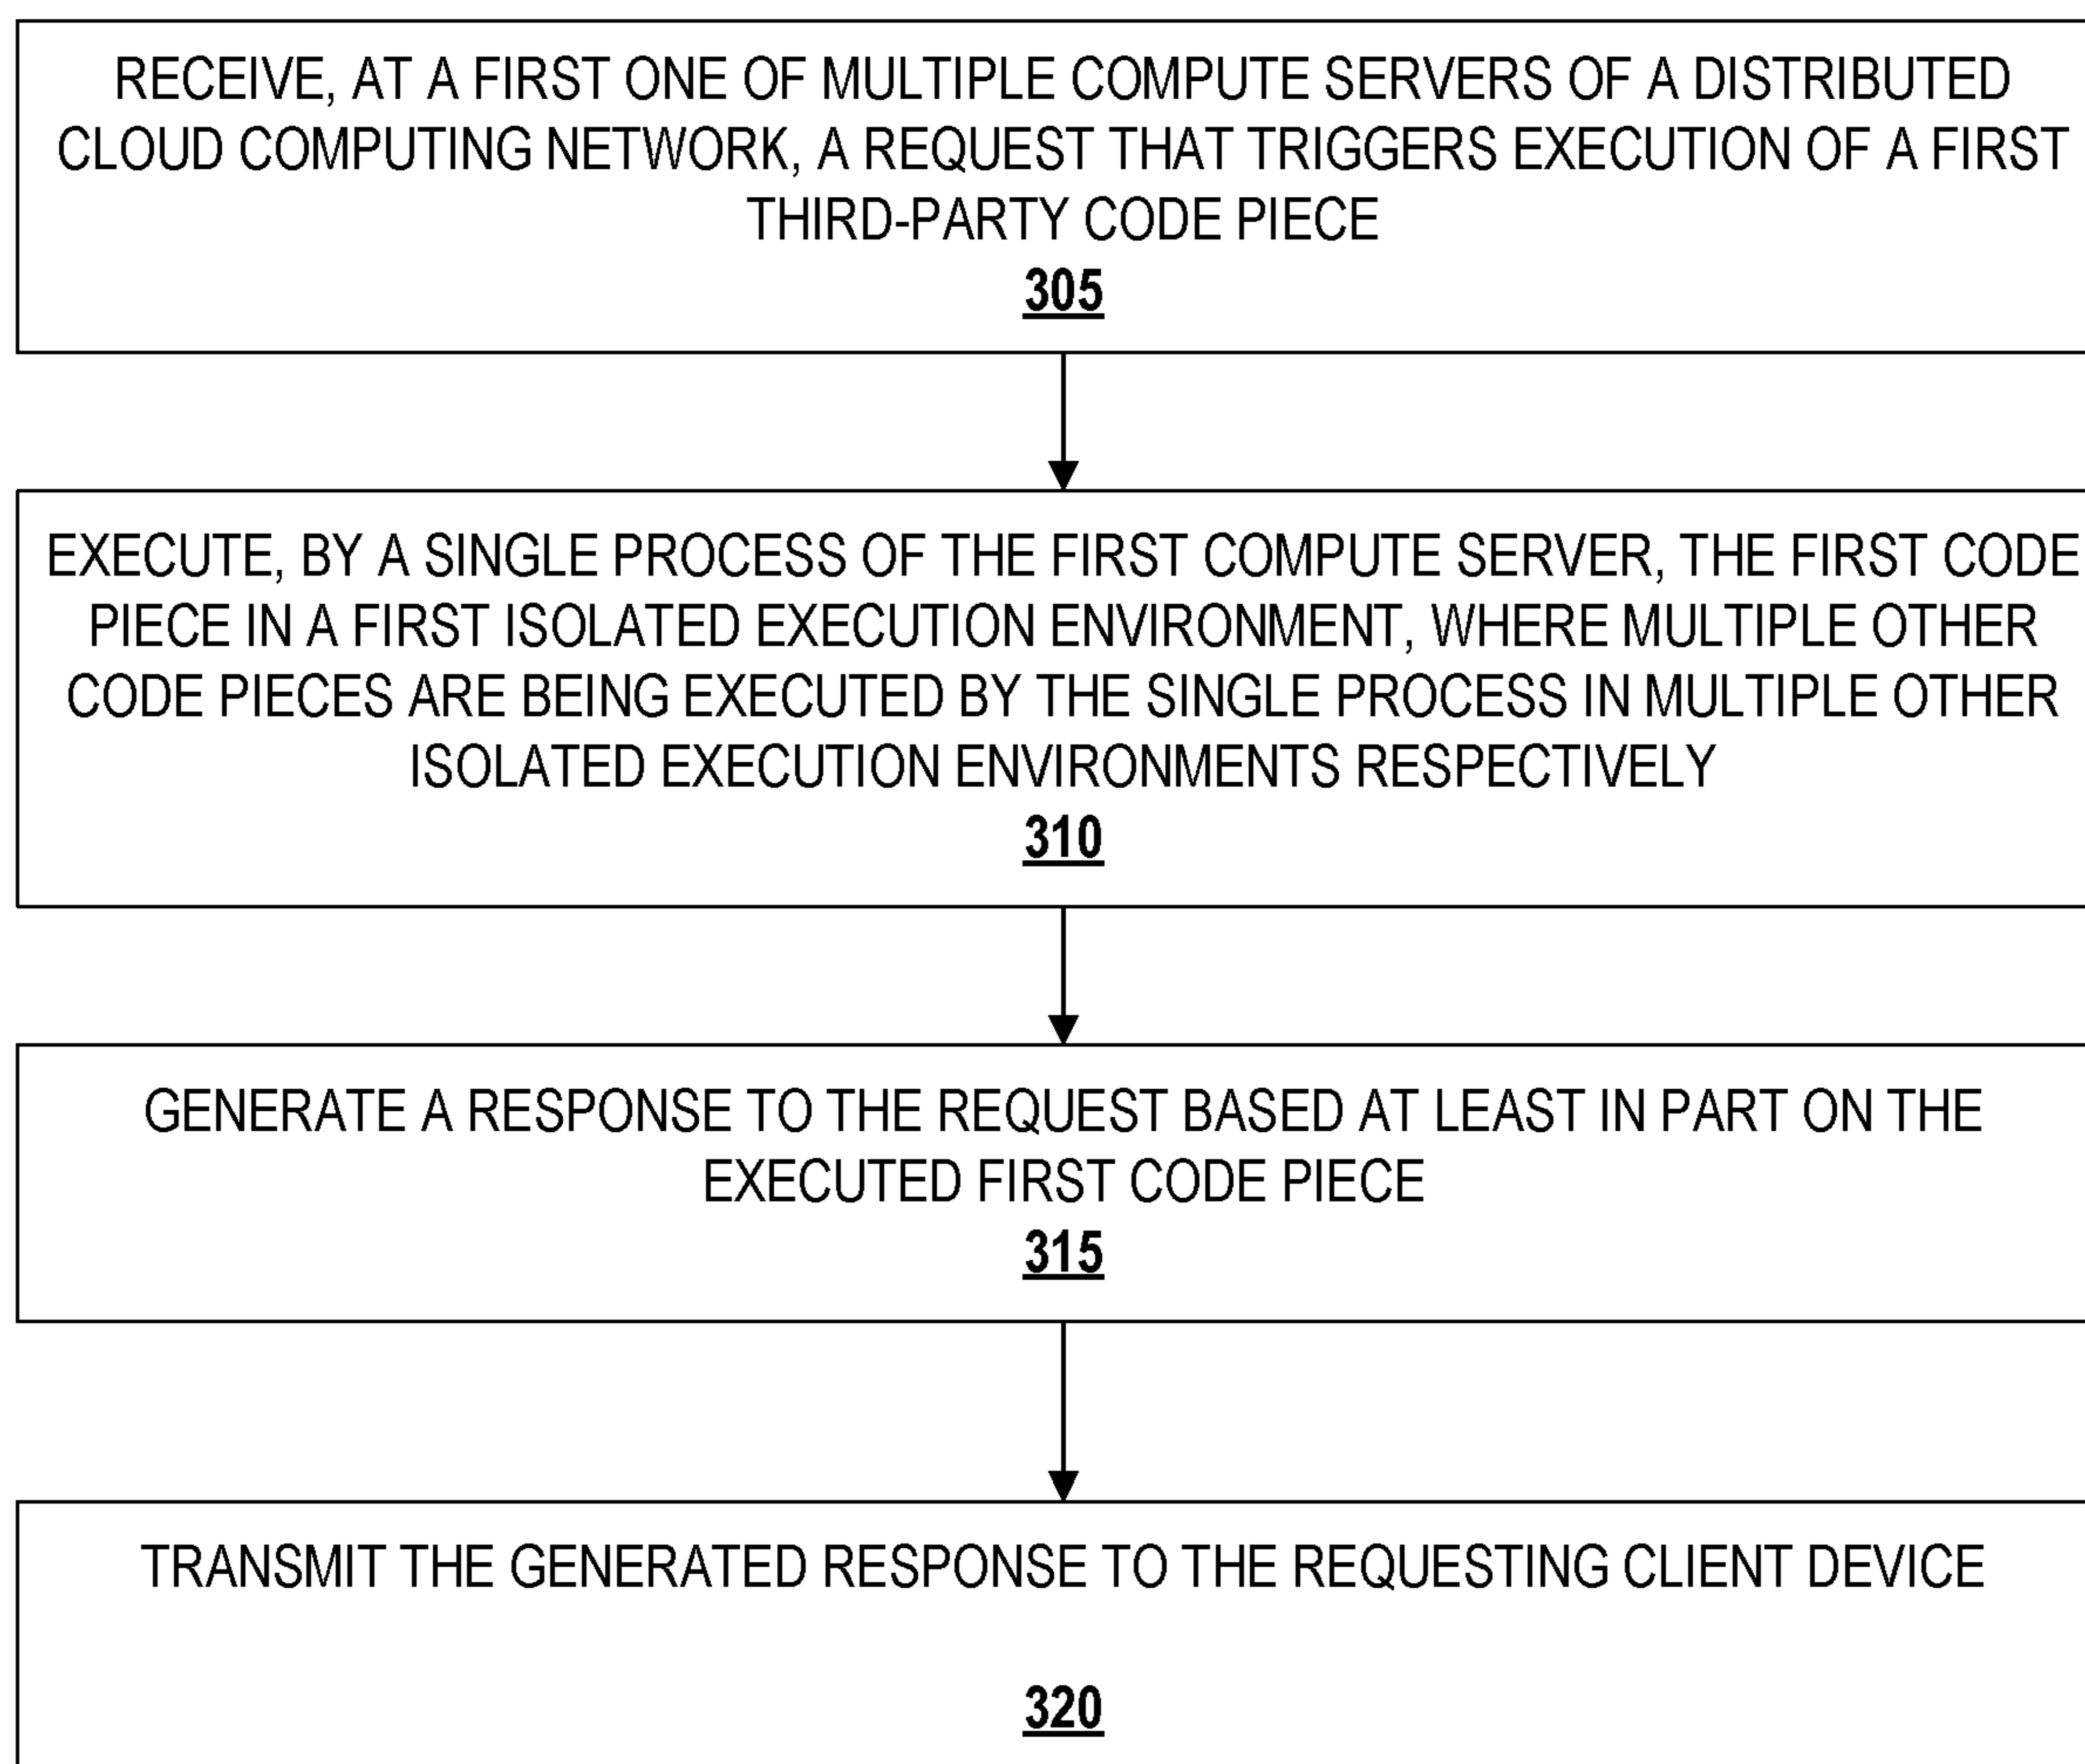 RECEIVE, AT A FIRST ONE OF MULTIPLE COMPUTE SERVERS OF A DISTRIBUTED
CLOUD COMPUTING NETWORK, A REQUEST THAT TRIGGERS EXECUTION OF A FIRST
THIRD-PARTY CODE PIECE
305
EXECUTE, BY A SINGLE PROCESS OF THE FIRST COMPUTE SERVER, THE FIRST CODE
PIECE IN A FIRST ISOLATED EXECUTION ENVIRONMENT, WHERE MULTIPLE OTHER
CODE PIECES ARE BEING EXECUTED BY THE SINGLE PROCESS IN MULTIPLE OTHER
ISOLATED EXECUTION ENVIRONMENTS RESPECTIVELY
310
GENERATE A RESPONSE TO THE REQUEST BASED AT LEAST IN PART ON THE
EXECUTED FIRST CODE PIECE
315
TRANSMIT THE GENERATED RESPONSE TO THE REQUESTING CLIENT DEVICE
320